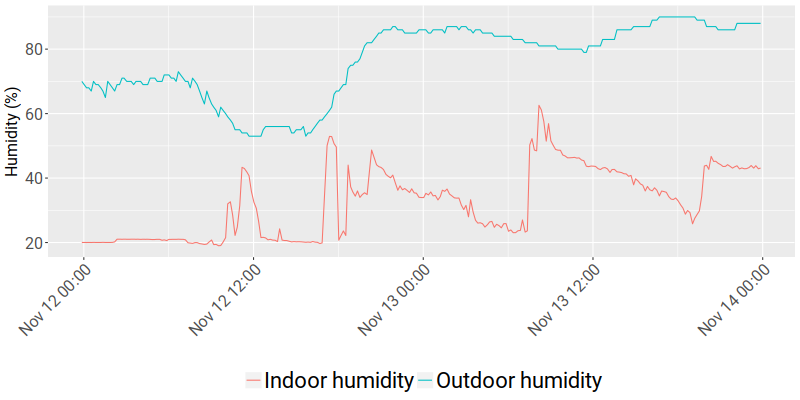 Humidity (%)
80
60
40
20
Nov 12 00:00
Nov 12 12:00
Nov 13 00:00
Nov 13 12:00
Nov 14 00:00
Indoor humidity
Outdoor humidity